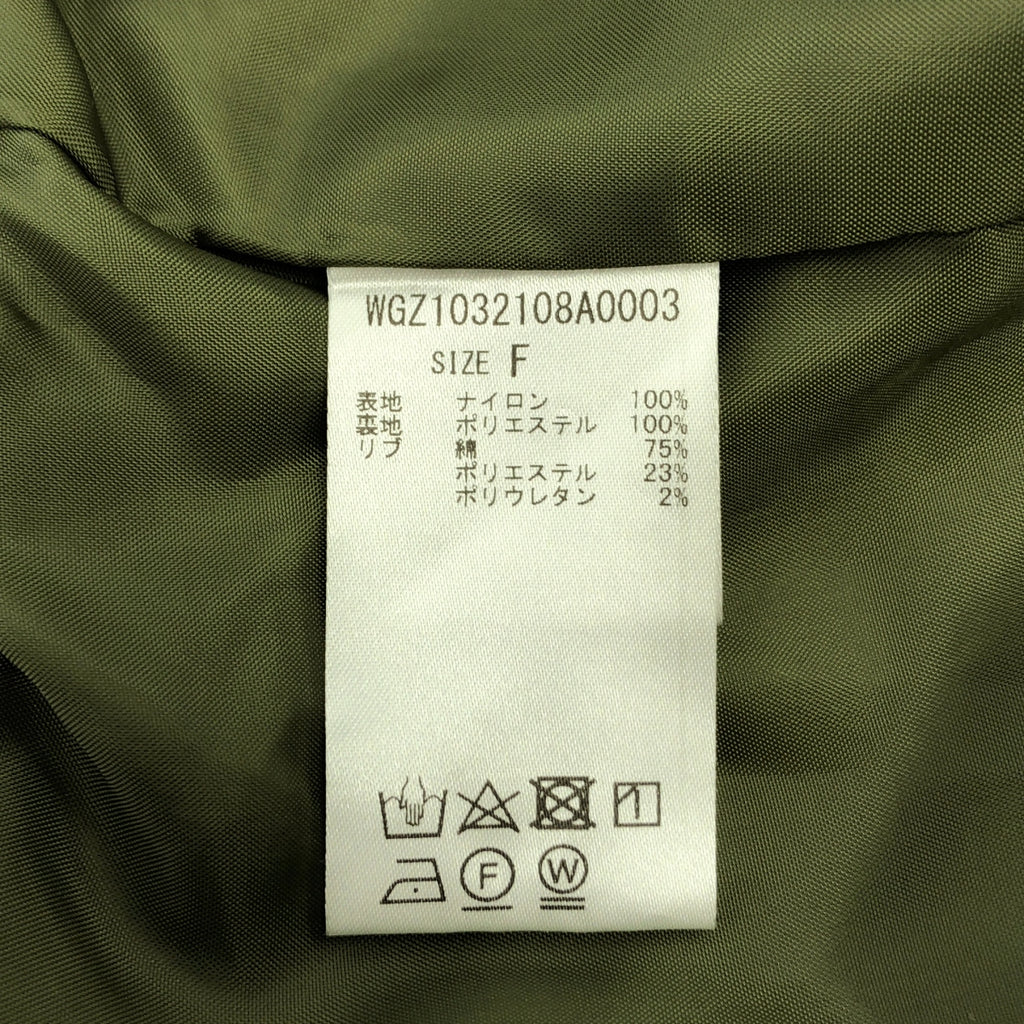 WGZ1032108A0003
SIZE F
表地 ナイロン 100%
裏地 ポリエステル 100%
リブ 綿 75%
ポリエステル 23%
ポリウレタン 2%
F W